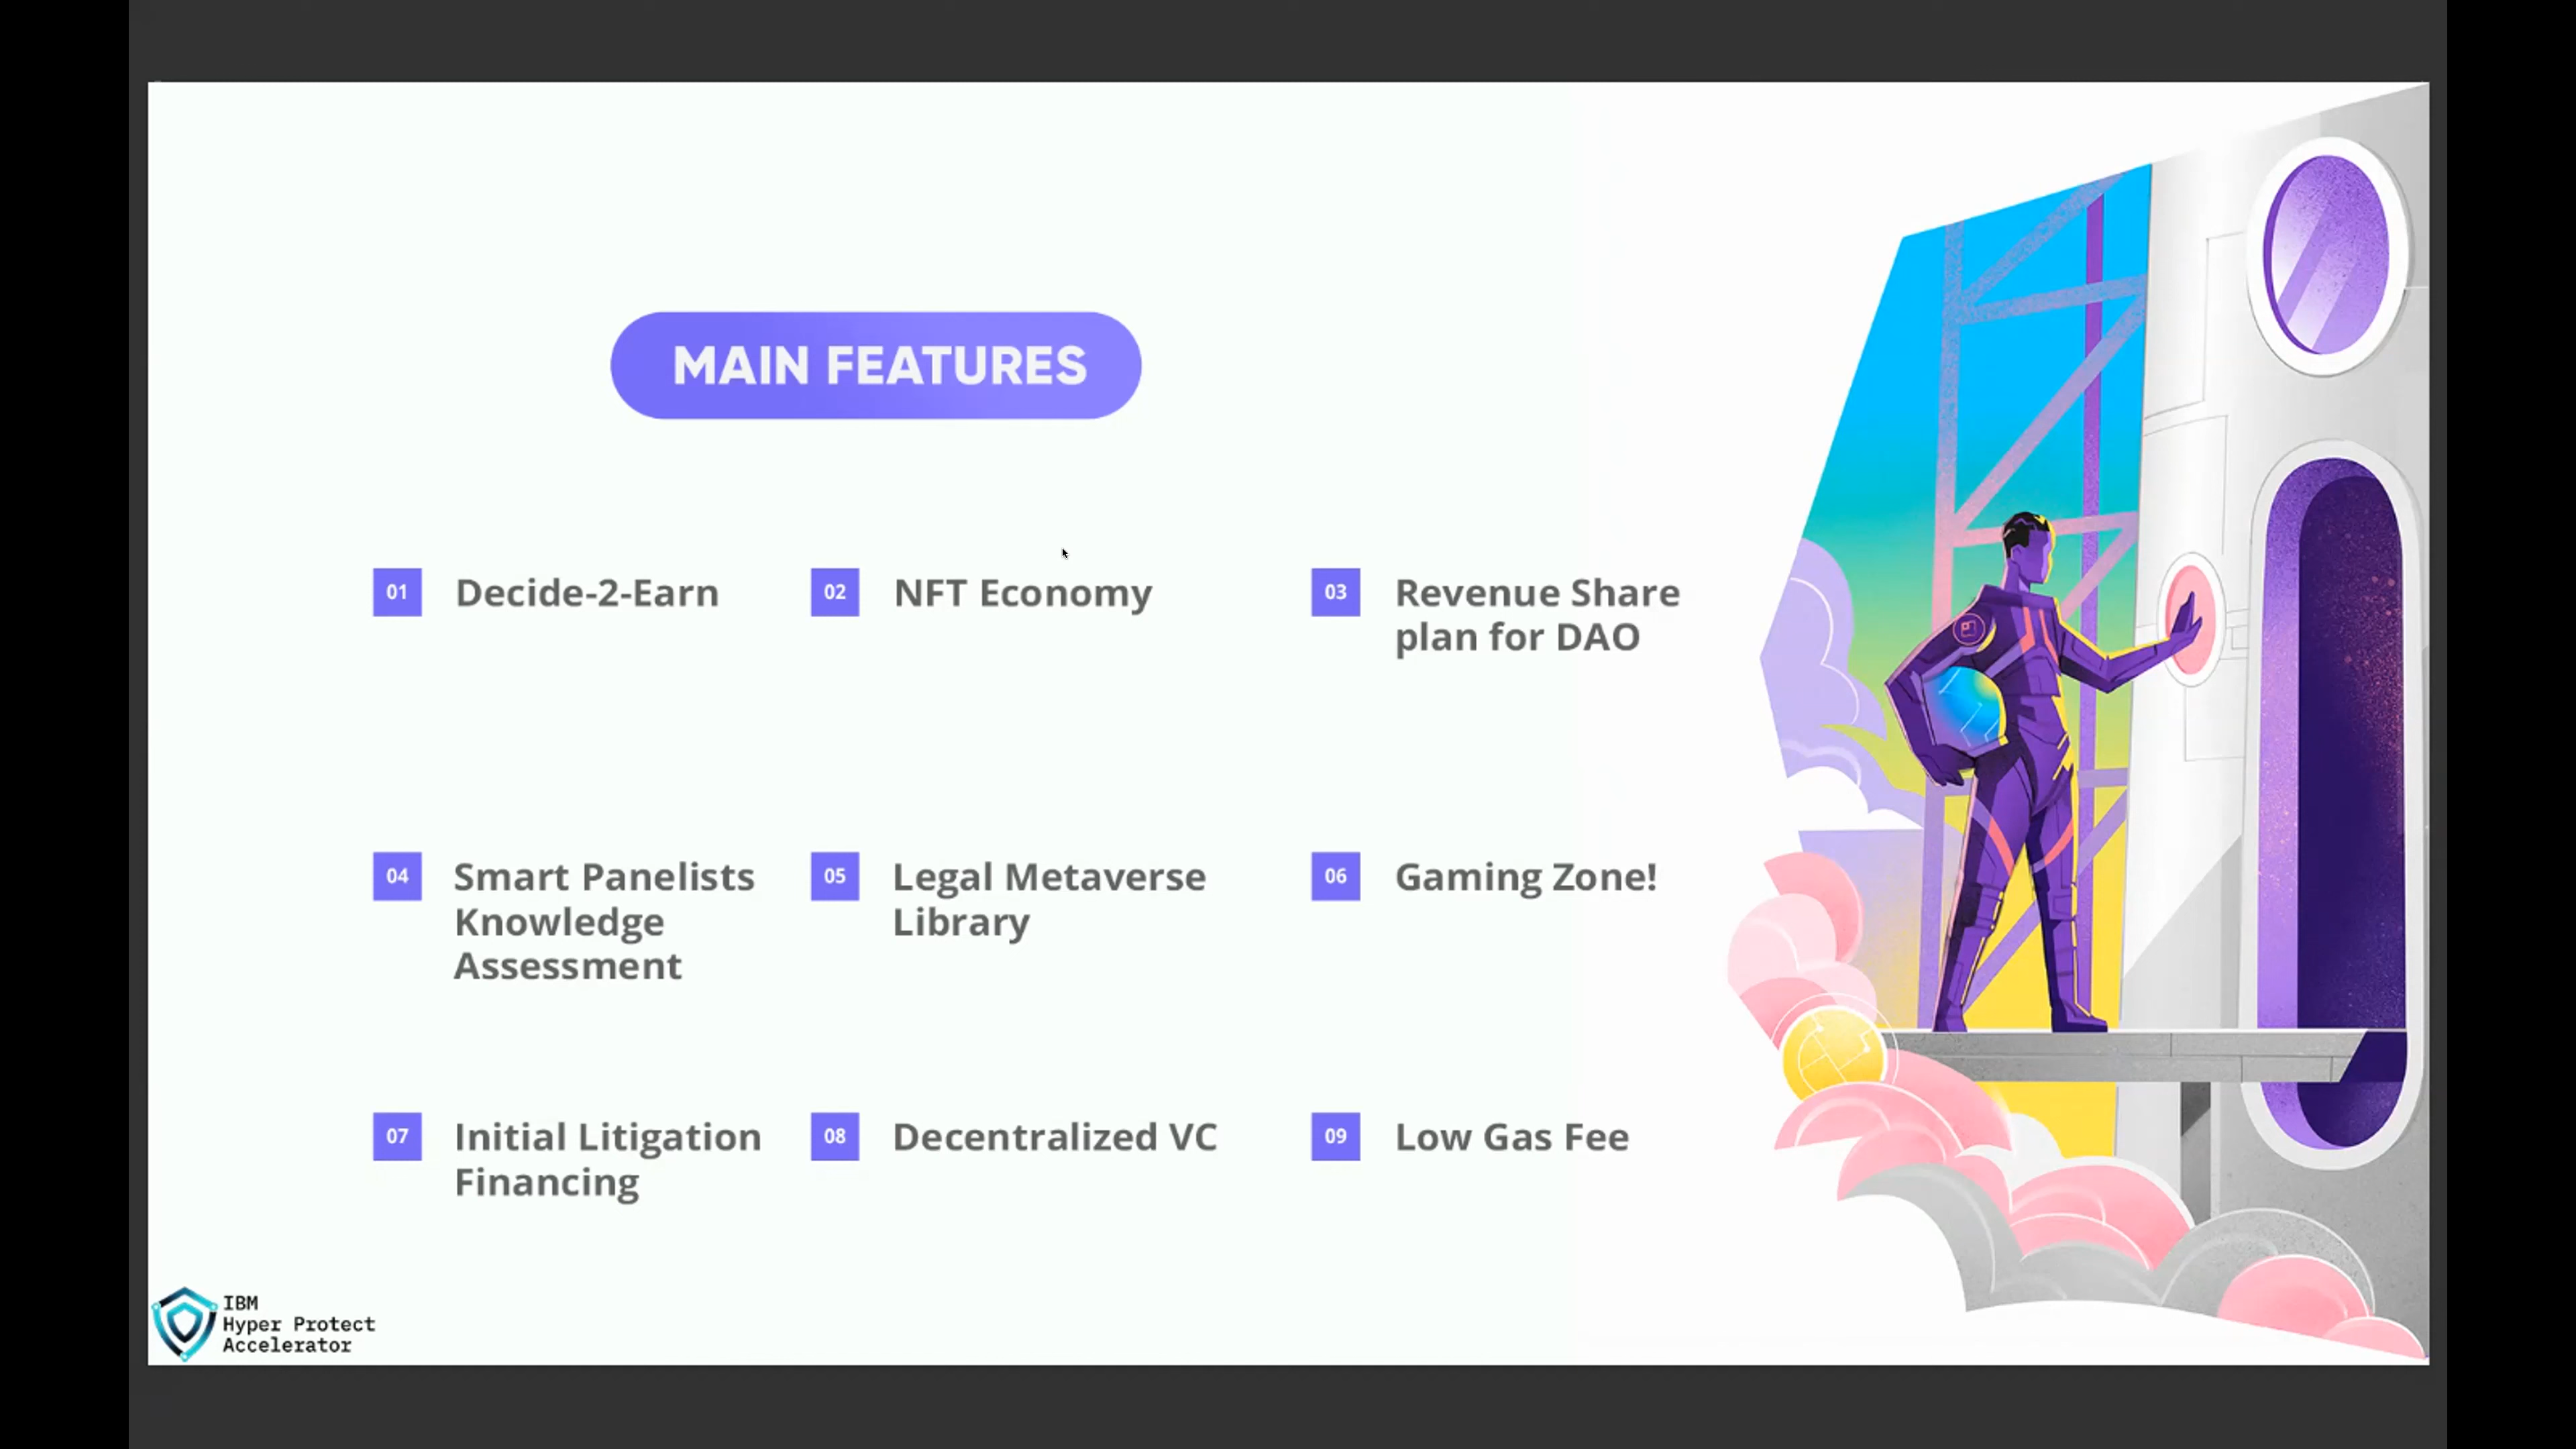 MAIN FEATURES
01 Decide-2-Earn
02 NFT Economy
03 Revenue Share
plan for DAO
04 Smart Panelists
Knowledge
Assessment
05 Legal Metaverse
Library
06 Gaming Zone!
07 Initial Litigation
Financing
08 Decentralized VC
09 Low Gas Fee
IBM
Hyper Protect
Accelerator